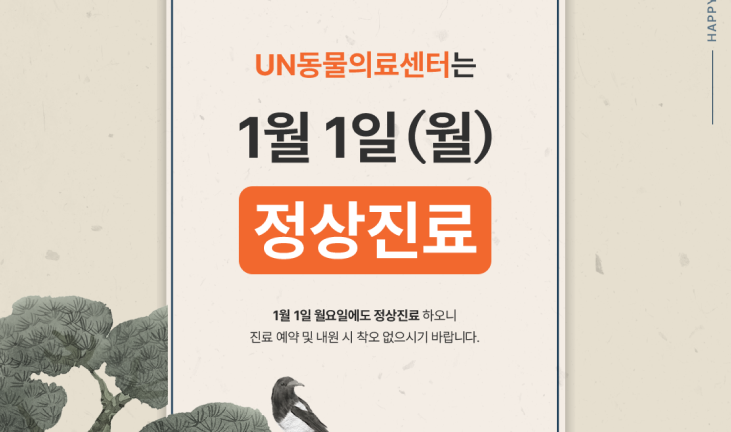 HAPPY
UN동물의료센터는
1월 1일 (월)
정상진료
1월 1일 월요일에도 정상진료 하오니
진료 예약 및 내원 시 착오 없으시기 바랍니다.